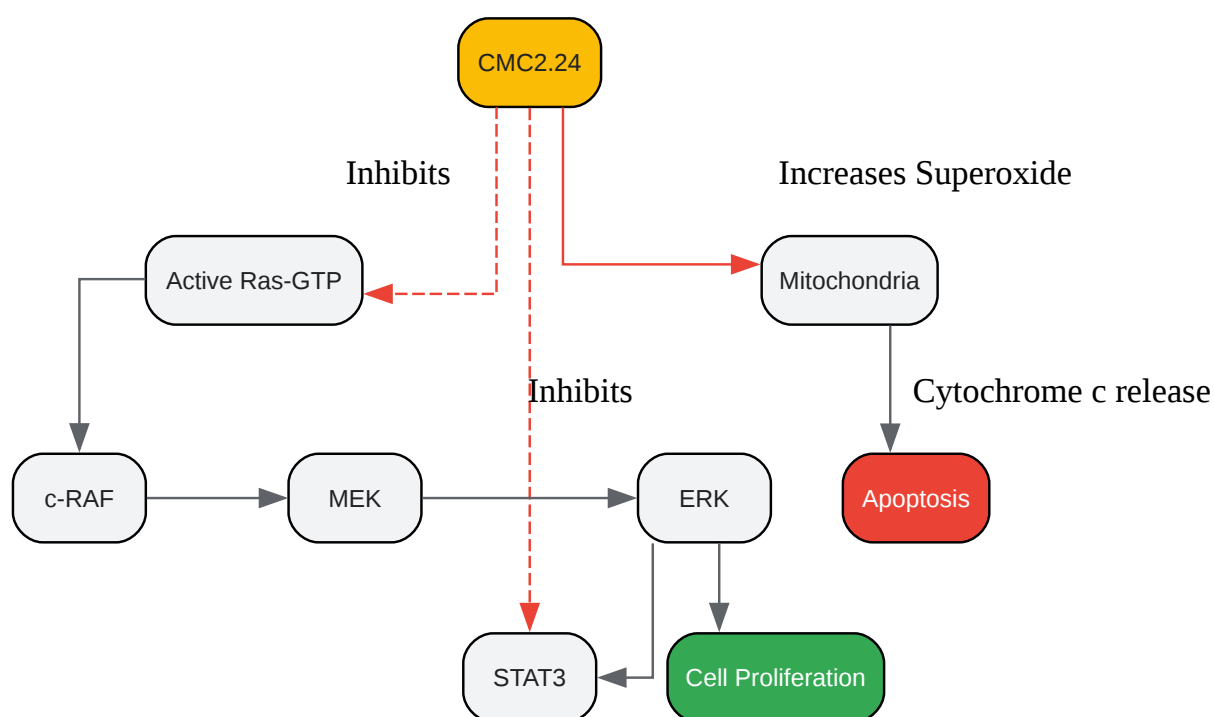 CMC2.24
Inhibits
Increases Superoxide
Active Ras-GTP
Mitochondria
Inhibits
Cytochrome c release
c-RAF
MEK
ERK
Apoptosis
STAT3
Cell Proliferation